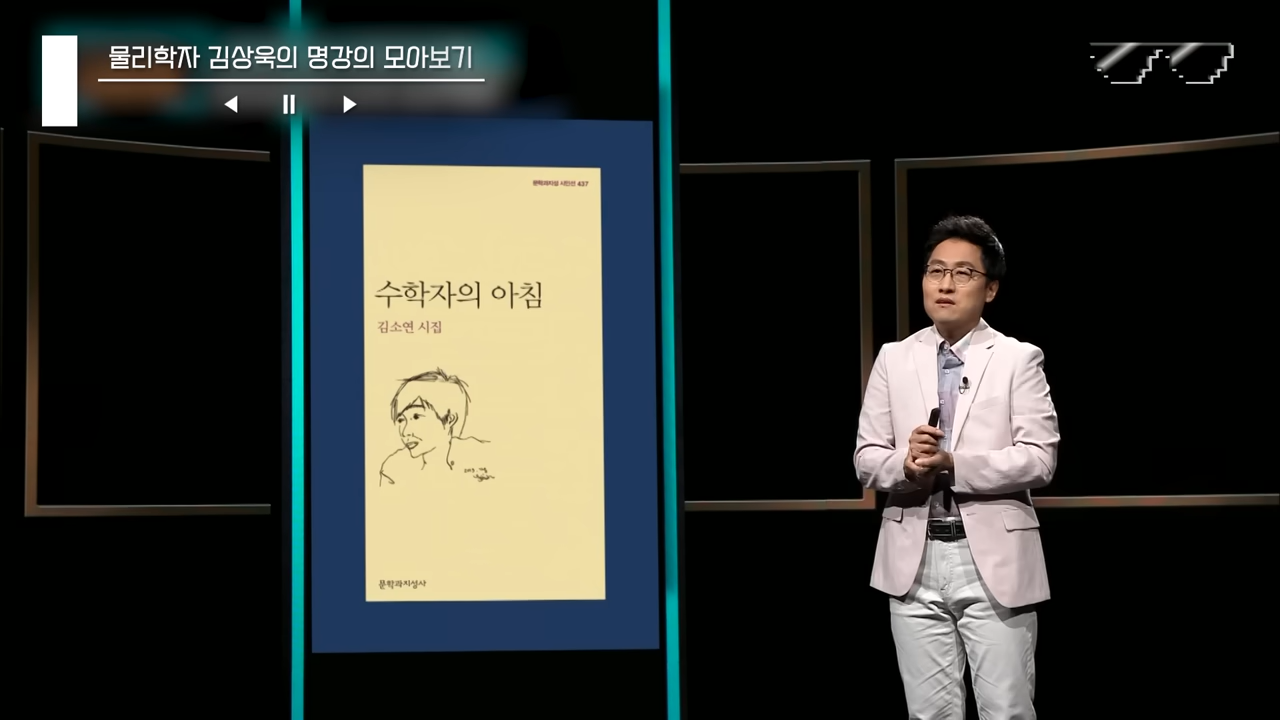 물리학자 김상욱의 명강의 모아보기
문학과지성 시인선 437
수학자의 아침
김소연 시집
문학과지성사